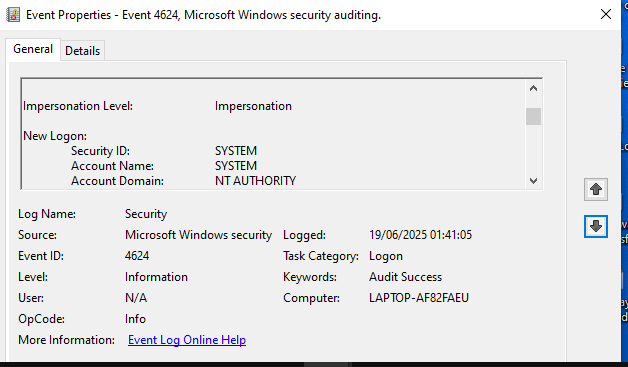 Event Properties - Event 4624, Microsoft Windows security auditing.
General Details
Impersonation Level: Impersonation
New Logon:
Security ID: SYSTEM
Account Name: SYSTEM
Account Domain: NT AUTHORITY
Log Name: Security
Source: Microsoft Windows security Logged: 19/06/2025 01:41:05
Event ID: 4624 Task Category: Logon
Level: Information Keywords: Audit Success
User: N/A Computer: LAPTOP-AF82FAEU
OpCode: Info
More Information: Event Log Online Help